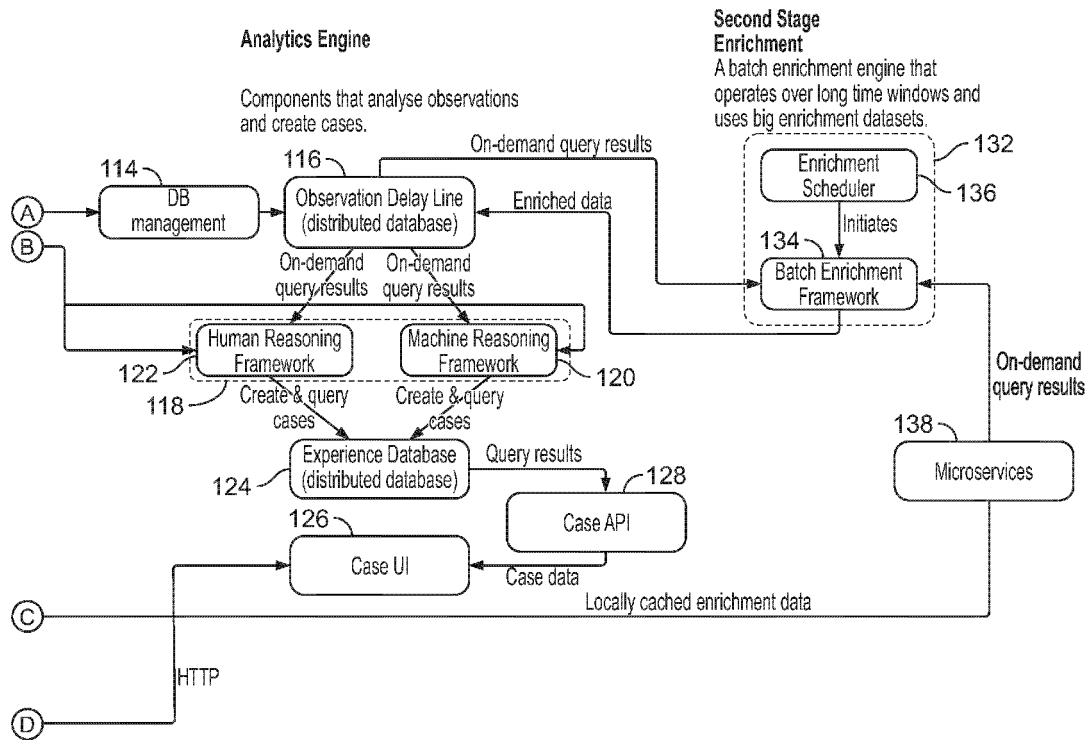 Analytics Engine
Components that analyse observations
and create cases.
Second Stage
Enrichment
A batch enrichment engine that
operates over long time windows and
uses big enrichment datasets.
132
Enrichment
Scheduler
136
Initiates
134
Batch Enrichment
Framework
On-demand query results
Enriched data
A
B
114
DB
management
116
Observation Delay Line
(distributed database)
On-demand
query results
On-demand
query results
Human Reasoning
Framework
122
Machine Reasoning
Framework
120
118
Create & query
cases
Create & query
cases
Experience Database
(distributed database)
124
Query results
128
Case API
126
Case UI
Case data
On-demand
query results
138
Microservices
C
Locally cached enrichment data
HTTP
D